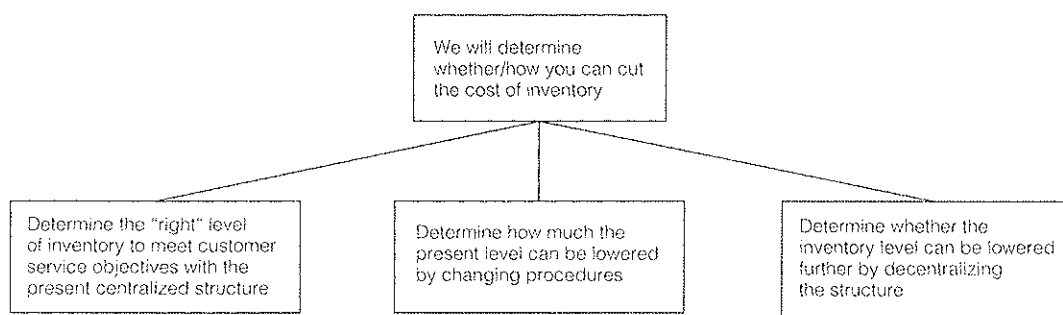 We will determine
whether/how you can cut
the cost of inventory
Determine the "right" level
of inventory to meet customer
service objectives with the
present centralized structure
Determine how much the
present level can be lowered
by changing procedures
Determine whether the
inventory level can be lowered
further by decentralizing
the structure